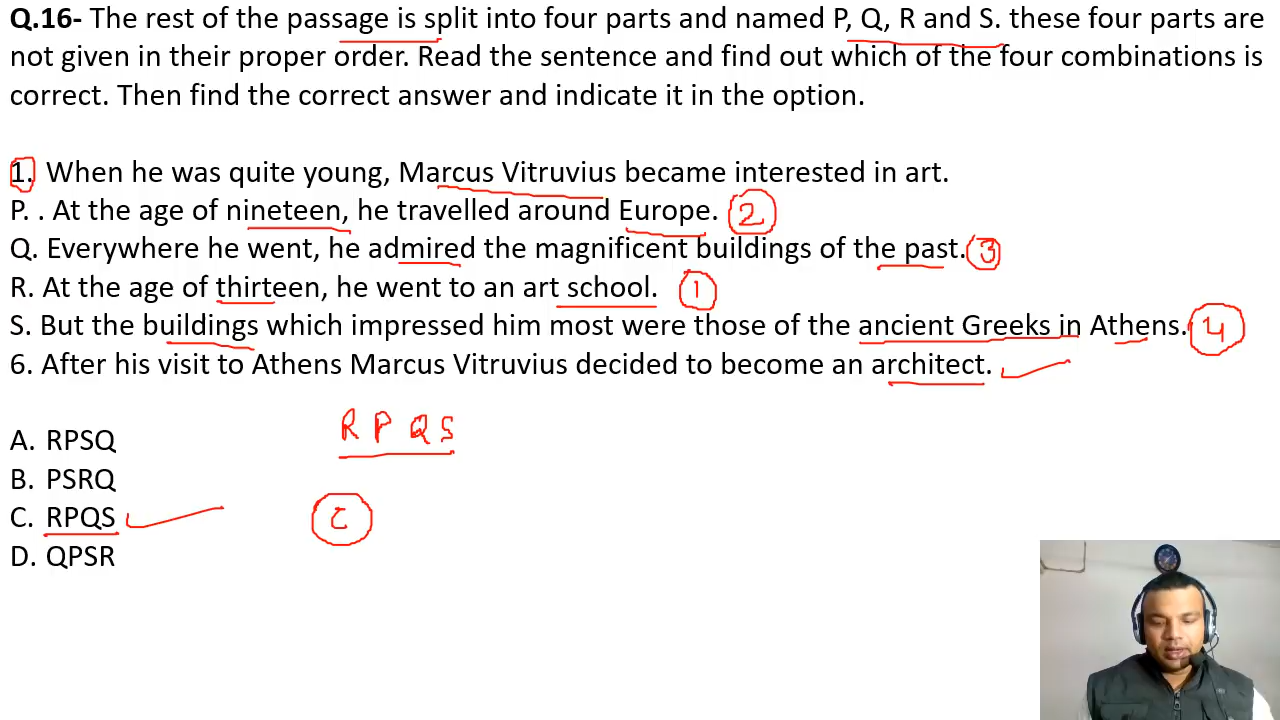 Q.16- The rest of the passage is split into four parts and named P, Q, R and S. these four parts are
not given in their proper order. Read the sentence and find out which of the four combinations is
correct. Then find the correct answer and indicate it in the option.
1. When he was quite young, Marcus Vitruvius became interested in art.
P. . At the age of nineteen, he travelled around Europe. 2
Q. Everywhere he went, he admired the magnificent buildings of the past. 3
R. At the age of thirteen, he went to an art school. 1
S. But the buildings which impressed him most were those of the ancient Greeks in Athens. 4
6. After his visit to Athens Marcus Vitruvius decided to become an architect.
R P Q S
A. RPSQ
B. PSRQ
C. RPQS C
D. QPSR